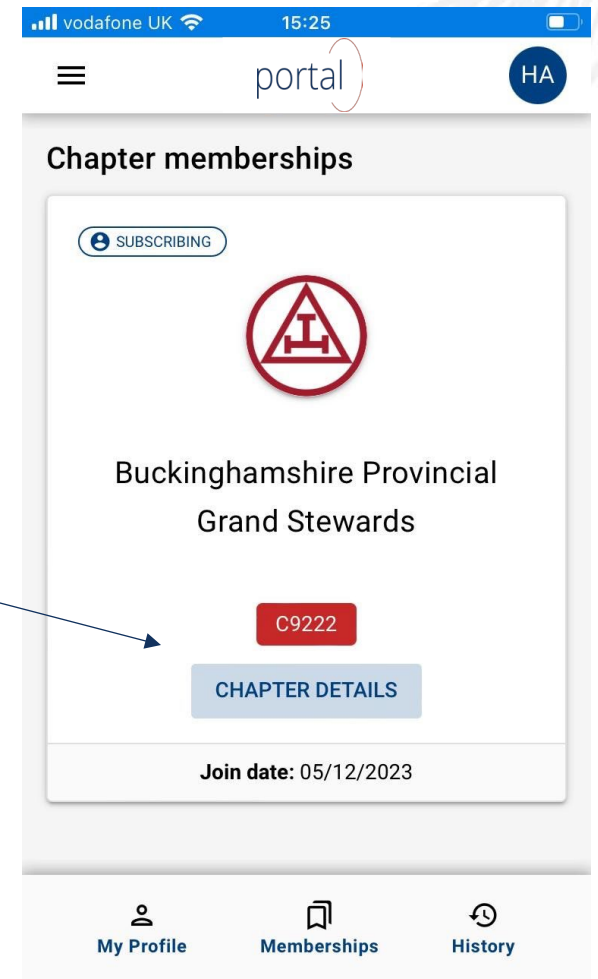 vodafone UK 15:25
portal
HA
Chapter memberships
SUBSCRIBING
Buckinghamshire Provincial
Grand Stewards
C9222
CHAPTER DETAILS
Join date: 05/12/2023
My Profile Memberships History